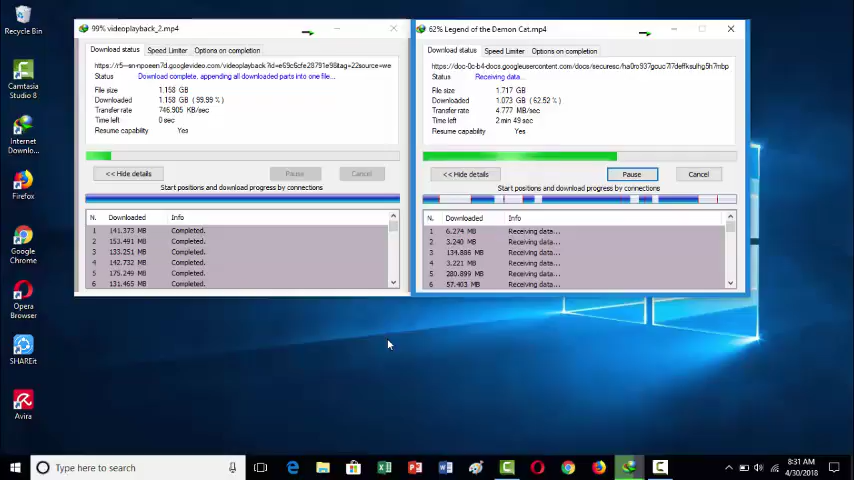 Recycle Bin
Camtasia
Studio 8
Internet
Downlo...
Firefox
Google
Chrome
Opera
Browser
SHAREit
Avira
99% videoplayback_2.mp4
Download status
Speed Limiter
Options on completion
Status
Download complete, appending all downloaded parts into one file...
File size
1.158 GB
Downloaded
1.158 GB ( 99.99 % )
Transfer rate
746.905 KB/sec
Time left
0 sec
Resume capability
Yes
<< Hide details
Pause
Cancel
Start positions and download progress by connections
N. Downloaded Info
1 141.373 MB Completed.
2 153.491 MB Completed.
3 133.251 MB Completed.
4 142.732 MB Completed.
5 175.249 MB Completed.
6 131.465 MB Completed.
62% Legend of the Demon Cat.mp4
Download status
Speed Limiter
Options on completion
Status
Receiving data...
File size
1.717 GB
Downloaded
1.073 GB ( 62.52 % )
Transfer rate
4.777 MB/sec
Time left
2 min 49 sec
Resume capability
Yes
<< Hide details
Pause
Cancel
Start positions and download progress by connections
N. Downloaded Info
1 6.274 MB Receiving data...
2 3.240 MB Receiving data...
3 134.886 MB Receiving data...
4 3.221 MB Receiving data...
5 280.899 MB Receiving data...
6 57.403 MB Receiving data...
Type here to search
8:31 AM
4/30/2018